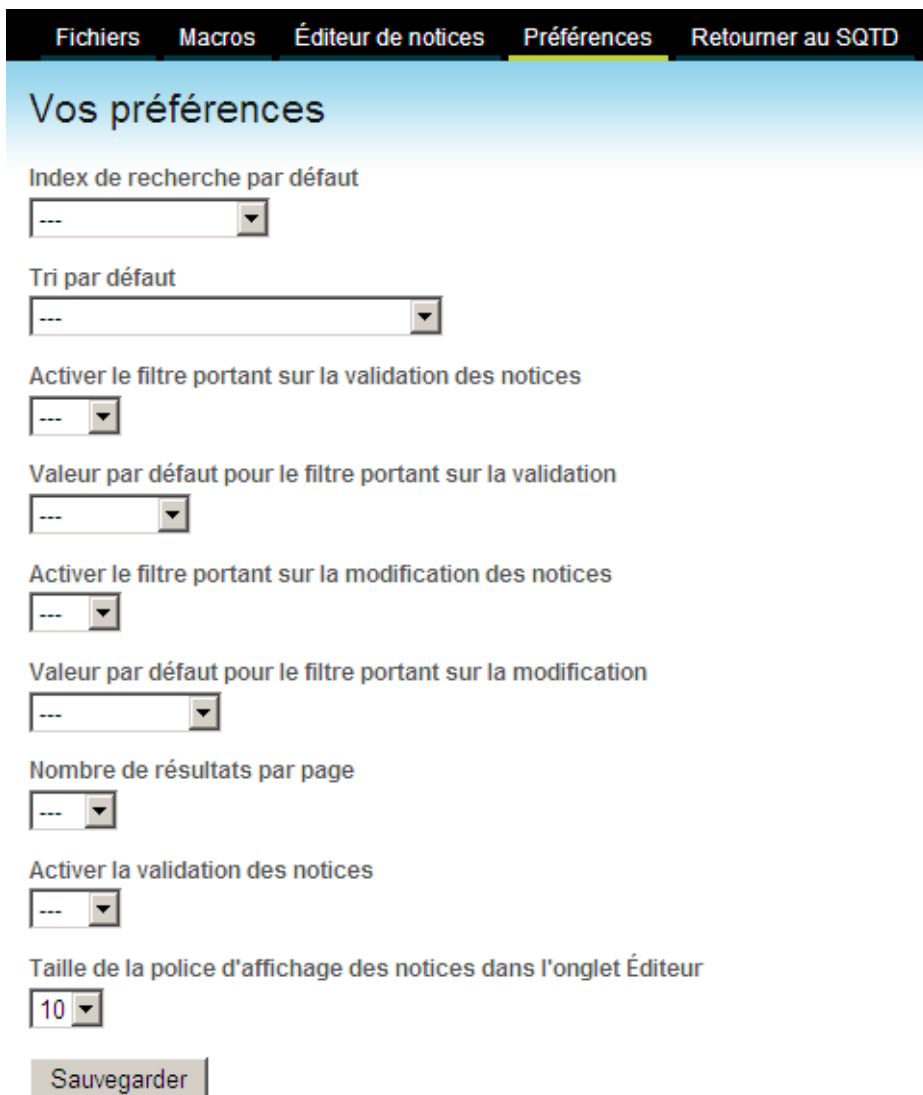 Fichiers Macros Éditeur de notices Préférences Retourner au SQTD
Vos préférences
Index de recherche par défaut
---
Tri par défaut
---
Activer le filtre portant sur la validation des notices
---
Valeur par défaut pour le filtre portant sur la validation
---
Activer le filtre portant sur la modification des notices
---
Valeur par défaut pour le filtre portant sur la modification
---
Nombre de résultats par page
---
Activer la validation des notices
---
Taille de la police d'affichage des notices dans l'onglet Éditeur
10
Sauvegarder